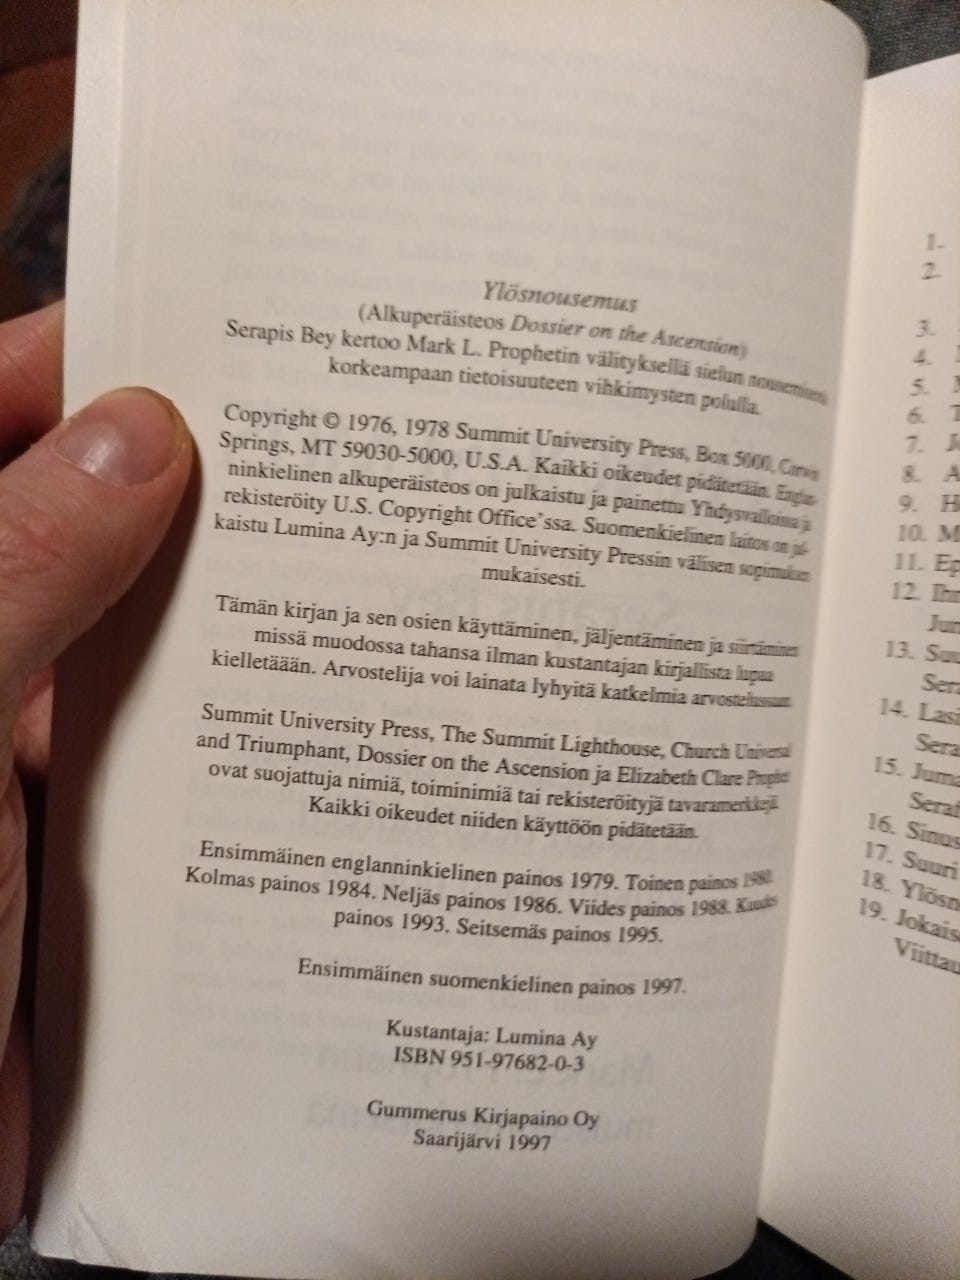 Ylösnousemus
(Alkuperäisteos Dossier on the Ascension)
Serapis Bey kertoo Mark L. Prophetin välityksellä sielun nousemisesta
korkeampaan tietoisuuteen vihkimysten polulla.
Copyright © 1976, 1978 Summit University Press, Box 5000, Corwin
Springs, MT 59030-5000, U.S.A. Kaikki oikeudet pidätetään. Englan-
ninkielinen alkuperäisteos on julkaistu ja painettu Yhdysvalloissa ja
rekisteröity U.S. Copyright Office'ssa. Suomenkielinen laitos on jul-
kaistu Lumina Ay:n ja Summit University Pressin välisen sopimuksen
mukaisesti.
Tämän kirjan ja sen osien käyttäminen, jäljentäminen ja siirtäminen
missä muodossa tahansa ilman kustantajan kirjallista lupaa
kielletäään. Arvostelija voi lainata lyhyitä katkelmia arvostelussaan.
Summit University Press, The Summit Lighthouse, Church Universal
and Triumphant, Dossier on the Ascension ja Elizabeth Clare Prophet
ovat suojattuja nimiä, toiminimiä tai rekisteröityjä tavaramerkkejä.
Kaikki oikeudet niiden käyttöön pidätetään.
Ensimmäinen englanninkielinen painos 1979. Toinen painos 1980.
Kolmas painos 1984. Neljäs painos 1986. Viides painos 1988. Kuudes
painos 1993. Seitsemäs painos 1995.
Ensimmäinen suomenkielinen painos 1997.
Kustantaja: Lumina Ay
ISBN 951-97682-0-3
Gummerus Kirjapaino Oy
Saarijärvi 1997
1.
2.
3.
4.
5.
6.
7.
8. A
9.
10. M
11. Ep
12. Ihn
Jun
13. Suu
Sera
14. Lasi
Sera
15. Juma
Seraf
16. Sinus
17. Suuri
18. Ylösn
19. Jokais
Viittau